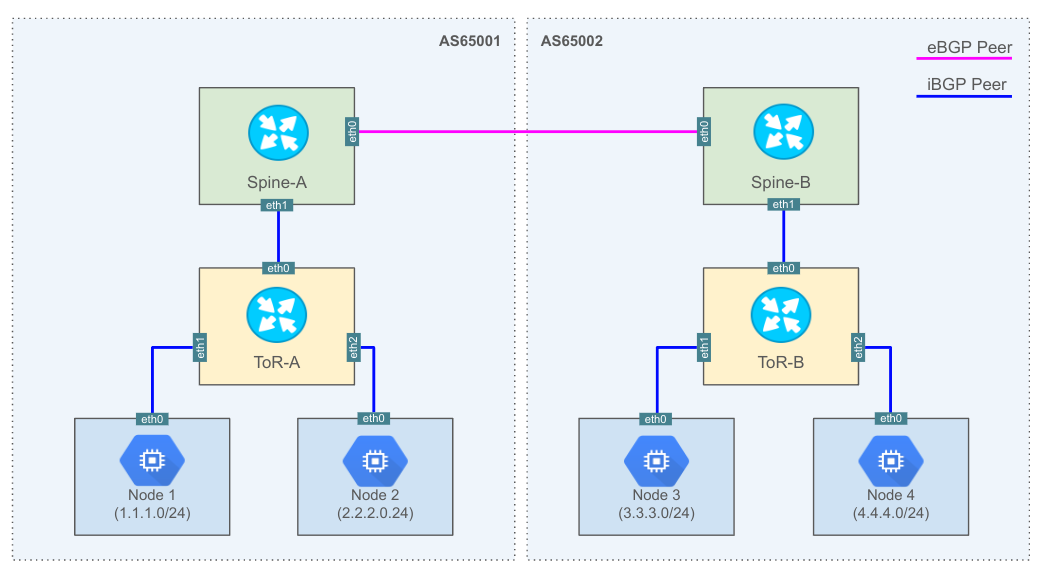 AS65001
AS65002
eBGP Peer
iBGP Peer
eth0
eth0
Spine-A
Spine-B
eth1
eth1
eth0
eth0
eth1
eth2
eth1
eth2
ToR-A
ToR-B
eth0
eth0
eth0
eth0
Node 1
(1.1.1.0/24)
Node 2
(2.2.2.0.24)
Node 3
(3.3.3.0/24)
Node 4
(4.4.4.0/24)